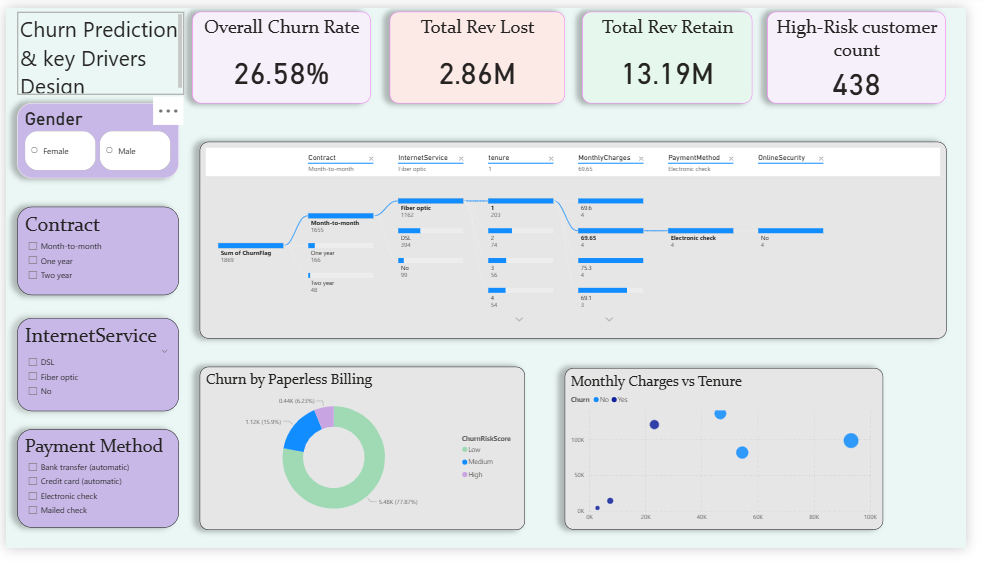 Churn Prediction
& key Drivers
Design
Overall Churn Rate
26.58%
Total Rev Lost
2.86M
Total Rev Retain
13.19M
High-Risk customer
count
438
Gender
Female
Male
Contract
Month-to-month
One year
Two year
InternetService
DSL
Fiber optic
No
Payment Method
Bank transfer (automatic)
Credit card (automatic)
Electronic check
Mailed check
Contract
Month-to-month
InternetService
Fiber optic
tenure
1
MonthlyCharges
69.65
PaymentMethod
Electronic check
OnlineSecurity
Sum of ChurnFlag
1869
Month-to-month
1655
One year
166
Two year
48
Fiber optic
1162
DSL
394
No
99
1
203
2
74
3
56
4
54
69.6
4
69.65
4
75.3
4
69.1
3
Electronic check
4
No
4
Churn by Paperless Billing
0.44K (6.23%)
1.12K (15.9%)
5.48K (77.87%)
ChurnRiskScore
Low
Medium
High
Monthly Charges vs Tenure
Churn No Yes
100K
50K
0K
0K 20K 40K 60K 80K 100K